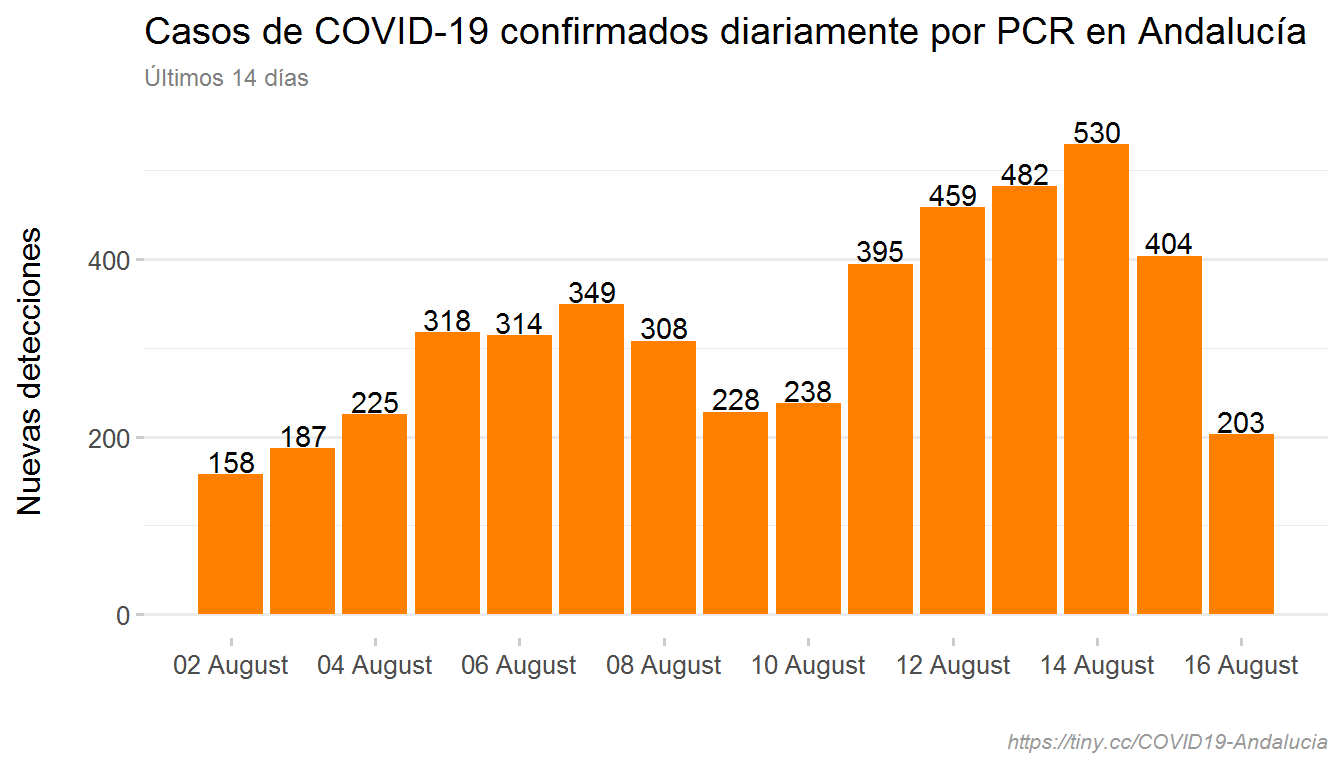 Casos de COVID-19 confirmados diariamente por PCR en Andalucía
Últimos 14 días
Nuevas detecciones
400
200
0
158
187
225
318
314
349
308
228
238
395
459
482
530
404
203
02 August
04 August
06 August
08 August
10 August
12 August
14 August
16 August
https://tiny.cc/COVID19-Andalucia